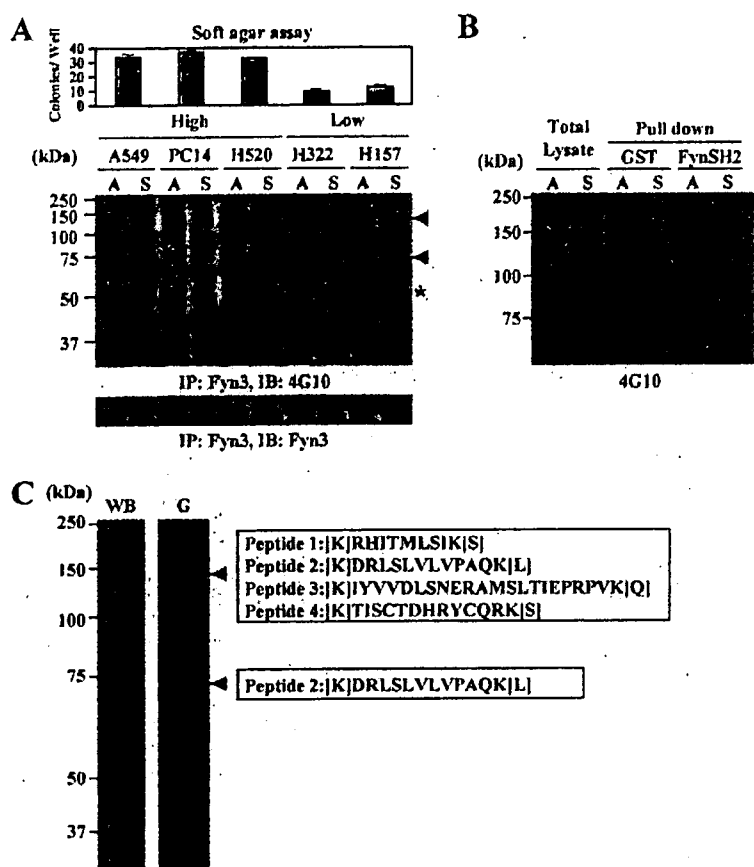 A
Soft agar assay
Colonies/ Well
40
30
20
10
0
High Low
(kDa) A549 PC14 H520 H322 H157
A S A S A S A S A S
250
150
100
75
50
*
37
IP: Fyn3, IB: 4G10
IP: Fyn3, IB: Fyn3
B
Total Lysate Pull down
(kDa) GST FynSH2
A S A S A S
250
150
100
75
4G10
C (kDa)
WB G
250
150
100
75
50
37
Peptide 1:[K]RHITMLSIK[S]
Peptide 2:[K]DRLSLVLVPAQK[L]
Peptide 3:[K]IYVVDLSNERAMSLTIEPRPVK[Q]
Peptide 4:[K]TISCTDHRYCQRK[S]
Peptide 2:[K]DRLSLVLVPAQK[L]